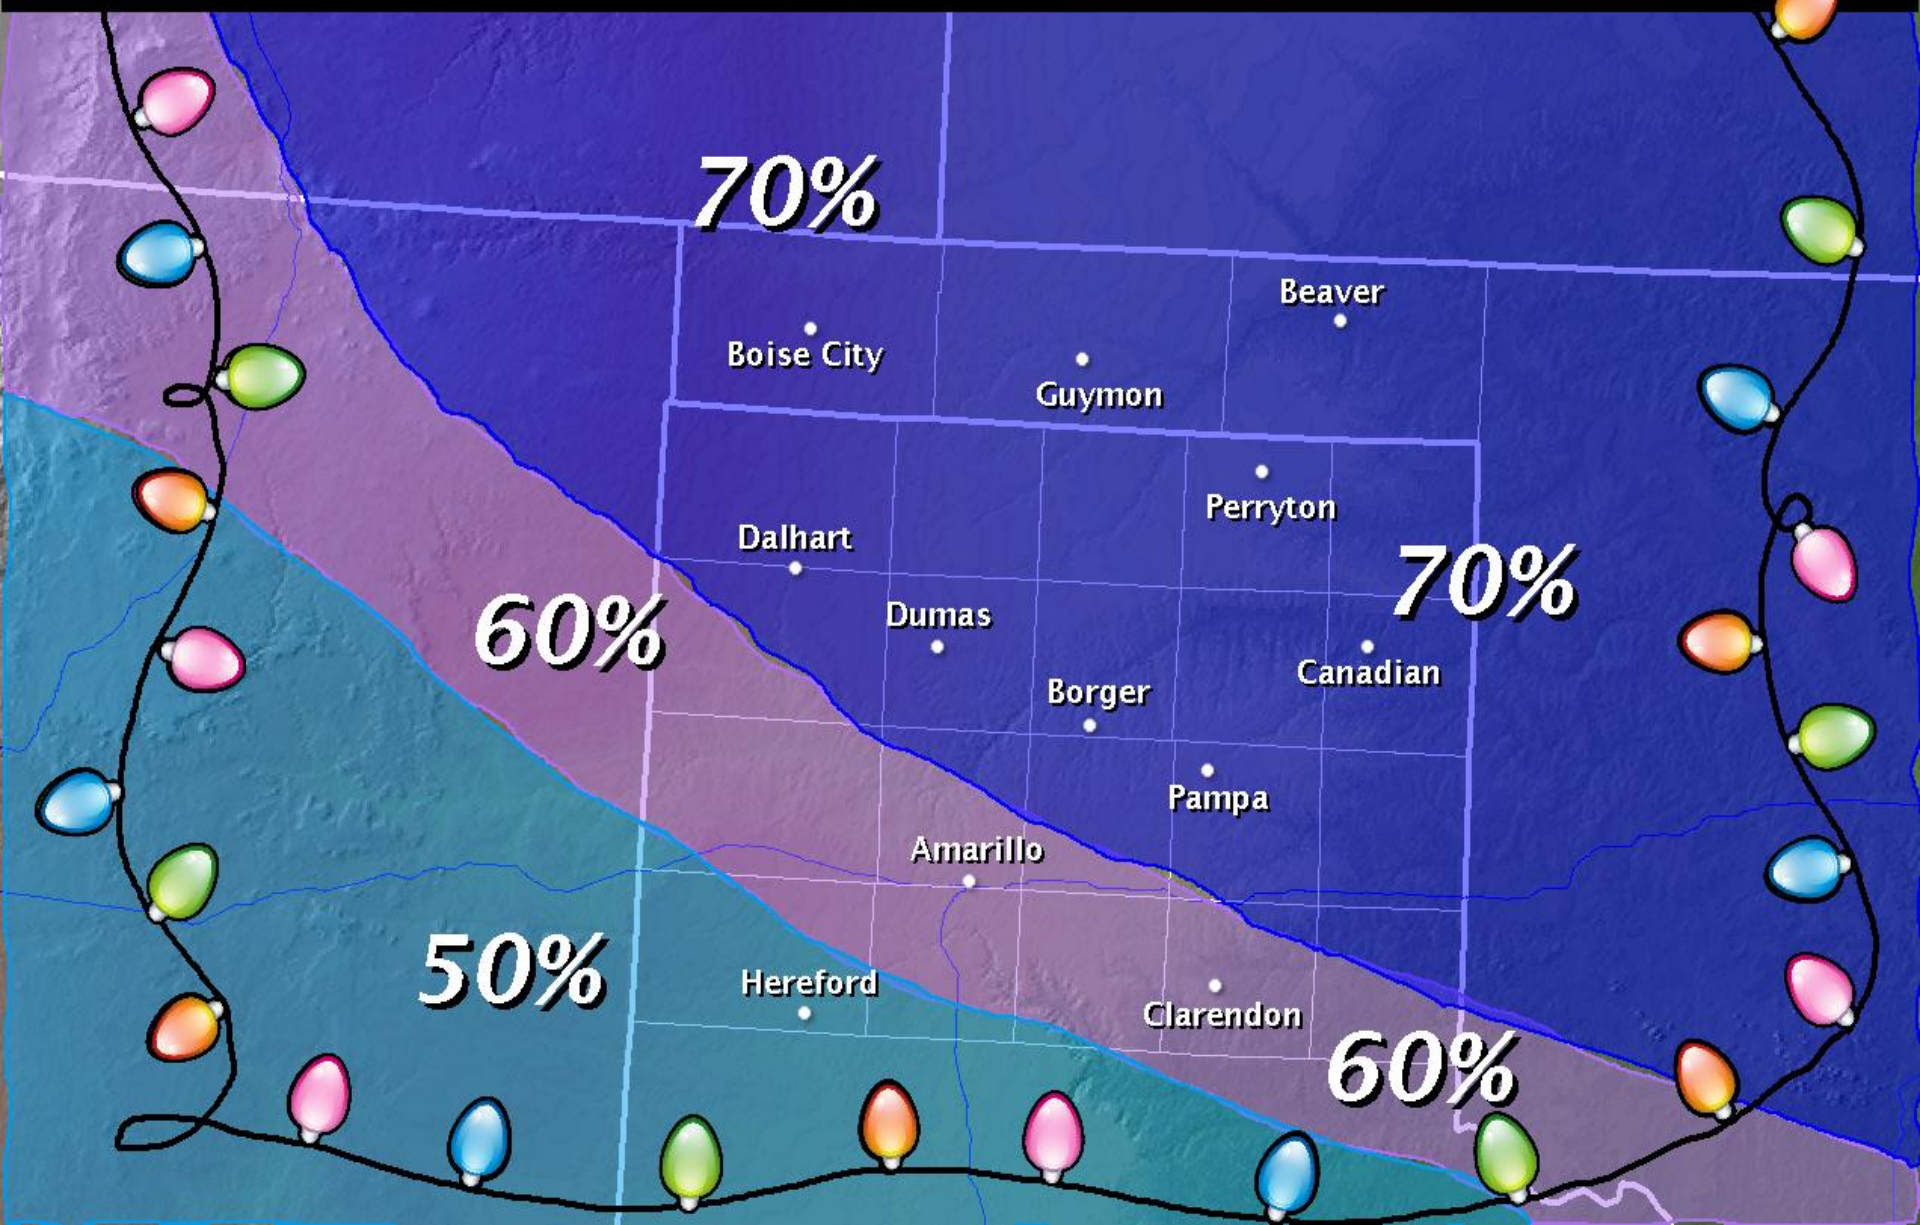 70%
Beaver
Boise City
Guymon
Perryton
Dalhart
70%
60%
Dumas
Canadian
Borger
Pampa
Amarillo
50%
Hereford
Clarendon
60%